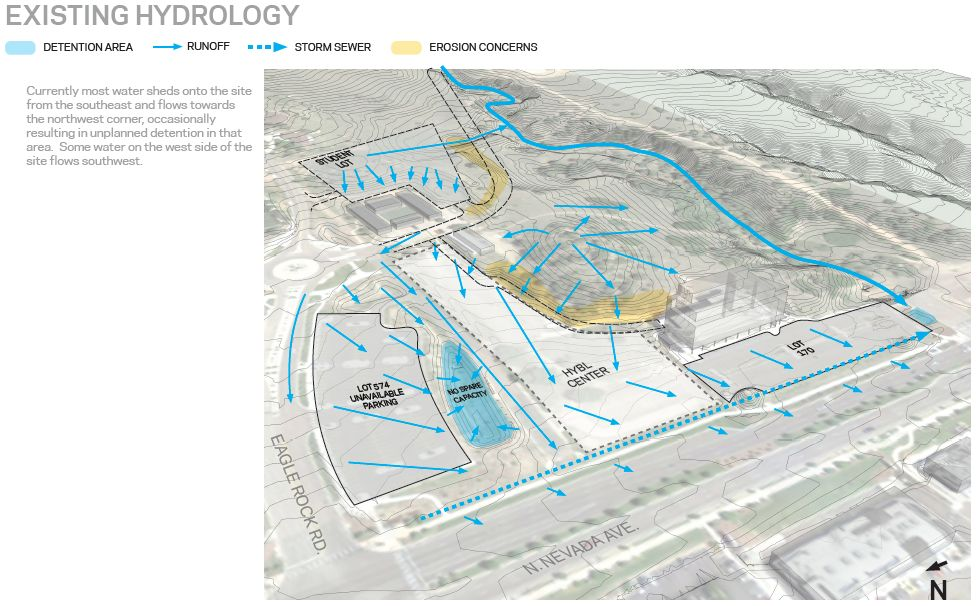 EXISTING HYDROLOGY
DETENTION AREA
RUNOFF
STORM SEWER
EROSION CONCERNS
Currently most water sheds onto the site
from the southeast and flows towards
the northwest corner, occasionally
resulting in unplanned detention in that
area. Some water on the west side of the
site flows southwest.
STUDENT
LOT
LOT 574
UNAVAILABLE
PARKING
NO SPARE
CAPACITY
HYBL
CENTER
LOT
170
EAGLE ROCK RD.
N. NEVADA AVE.
N